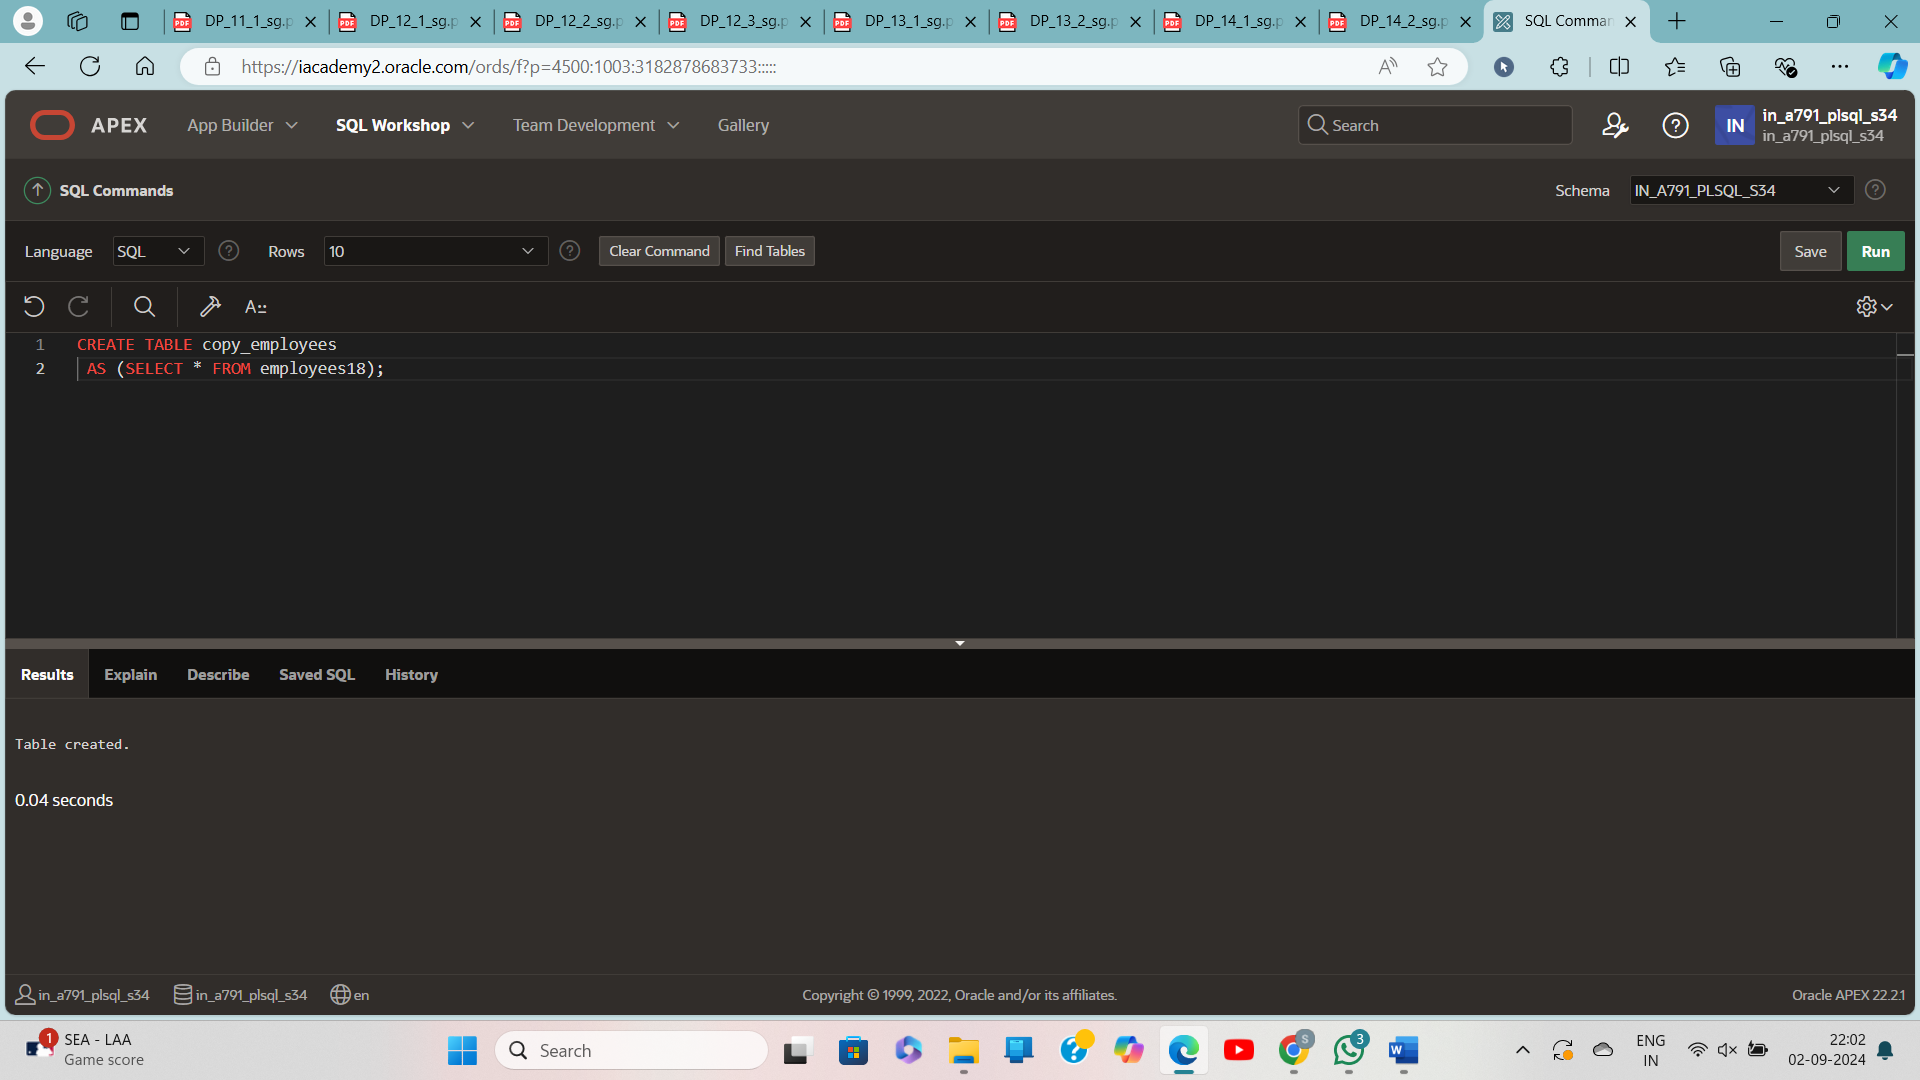 DP_11_1_sg.p
DP_12_1_sg.p
DP_12_2_sg.p
DP_12_3_sg.p
DP_13_1_sg.p
DP_13_2_sg.p
DP_14_1_sg.p
DP_14_2_sg.p
SQL Comman
https://iacademy2.oracle.com/ords/f?p=4500:1003:3182878683733:::::
APEX
App Builder
SQL Workshop
Team Development
Gallery
Search
IN
in_a791_plsql_s34
in_a791_plsql_s34
SQL Commands
Schema
IN_A791_PLSQL_S34
Language
SQL
Rows
10
Clear Command
Find Tables
Save
Run
1 CREATE TABLE copy_employees
2 AS (SELECT * FROM employees18);
Results
Explain
Describe
Saved SQL
History
Table created.
0.04 seconds
in_a791_plsql_s34
in_a791_plsql_s34
en
Copyright © 1999, 2022, Oracle and/or its affiliates.
Oracle APEX 22.2.1
1
SEA - LAA
Game score
Search
S
3
ENG
IN
22:02
02-09-2024